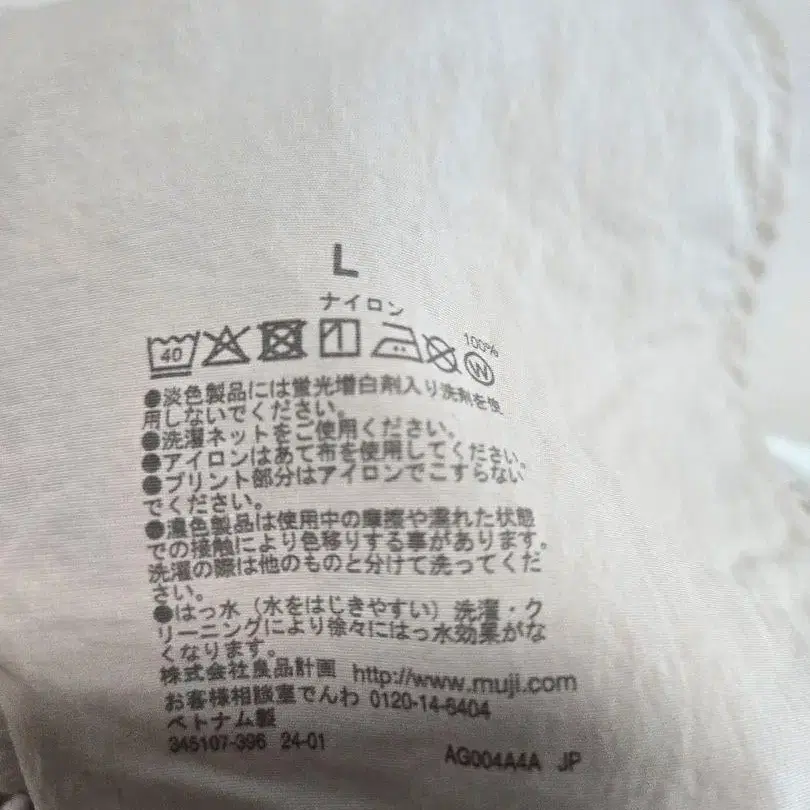 L
ナイロン
100%
40
W
●淡色製品には蛍光増白剤入り洗剤を使
用しないでください。
●洗濯ネットをご使用ください。
●アイロンはあて布を使用してください。
●プリント部分はアイロンでこすらない
でください。
●濃色製品は使用中の摩擦や濡れた状態
での接触により色移りする事があります。
洗濯の際は他のものと分けて洗ってくだ
さい。
●はっ水（水をはじきやすい）洗濯・ク
リーニングにより徐々にはっ水効果がな
くなります。
株式会社良品計画 http://www.muji.com
お客様相談室でんわ 0120-14-6404
ベトナム製
345107-396 24-01
AG004A4A JP